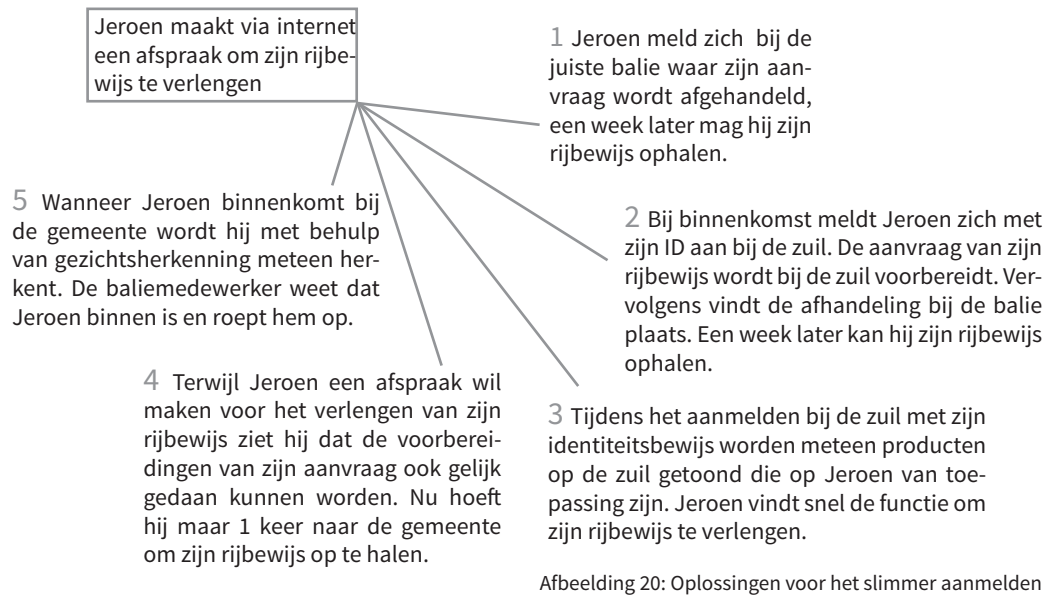 Jeroen maakt via internet
een afspraak om zijn rijbe-
wijs te verlengen
1 Jeroen meld zich bij de
juiste balie waar zijn aan-
vraag wordt afgehandeld,
een week later mag hij zijn
rijbewijs ophalen.
2 Bij binnenkomst meldt Jeroen zich met
zijn ID aan bij de zuil. De aanvraag van zijn
rijbewijs wordt bij de zuil voorbereidt. Ver-
volgens vindt de afhandeling bij de balie
plaats. Een week later kan hij zijn rijbewijs
ophalen.
3 Tijdens het aanmelden bij de zuil met zijn
identiteitsbewijs worden meteen producten
op de zuil getoond die op Jeroen van toe-
passing zijn. Jeroen vindt snel de functie om
zijn rijbewijs te verlengen.
4 Terwijl Jeroen een afspraak wil
maken voor het verlengen van zijn
rijbewijs ziet hij dat de voorberei-
dingen van zijn aanvraag ook gelijk
gedaan kunnen worden. Nu hoeft
hij maar 1 keer naar de gemeente
om zijn rijbewijs op te halen.
5 Wanneer Jeroen binnenkomt bij
de gemeente wordt hij met behulp
van gezichtsherkenning meteen her-
kent. De baliemedewerker weet dat
Jeroen binnen is en roept hem op.
Afbeelding 20: Oplossingen voor het slimmer aanmelden